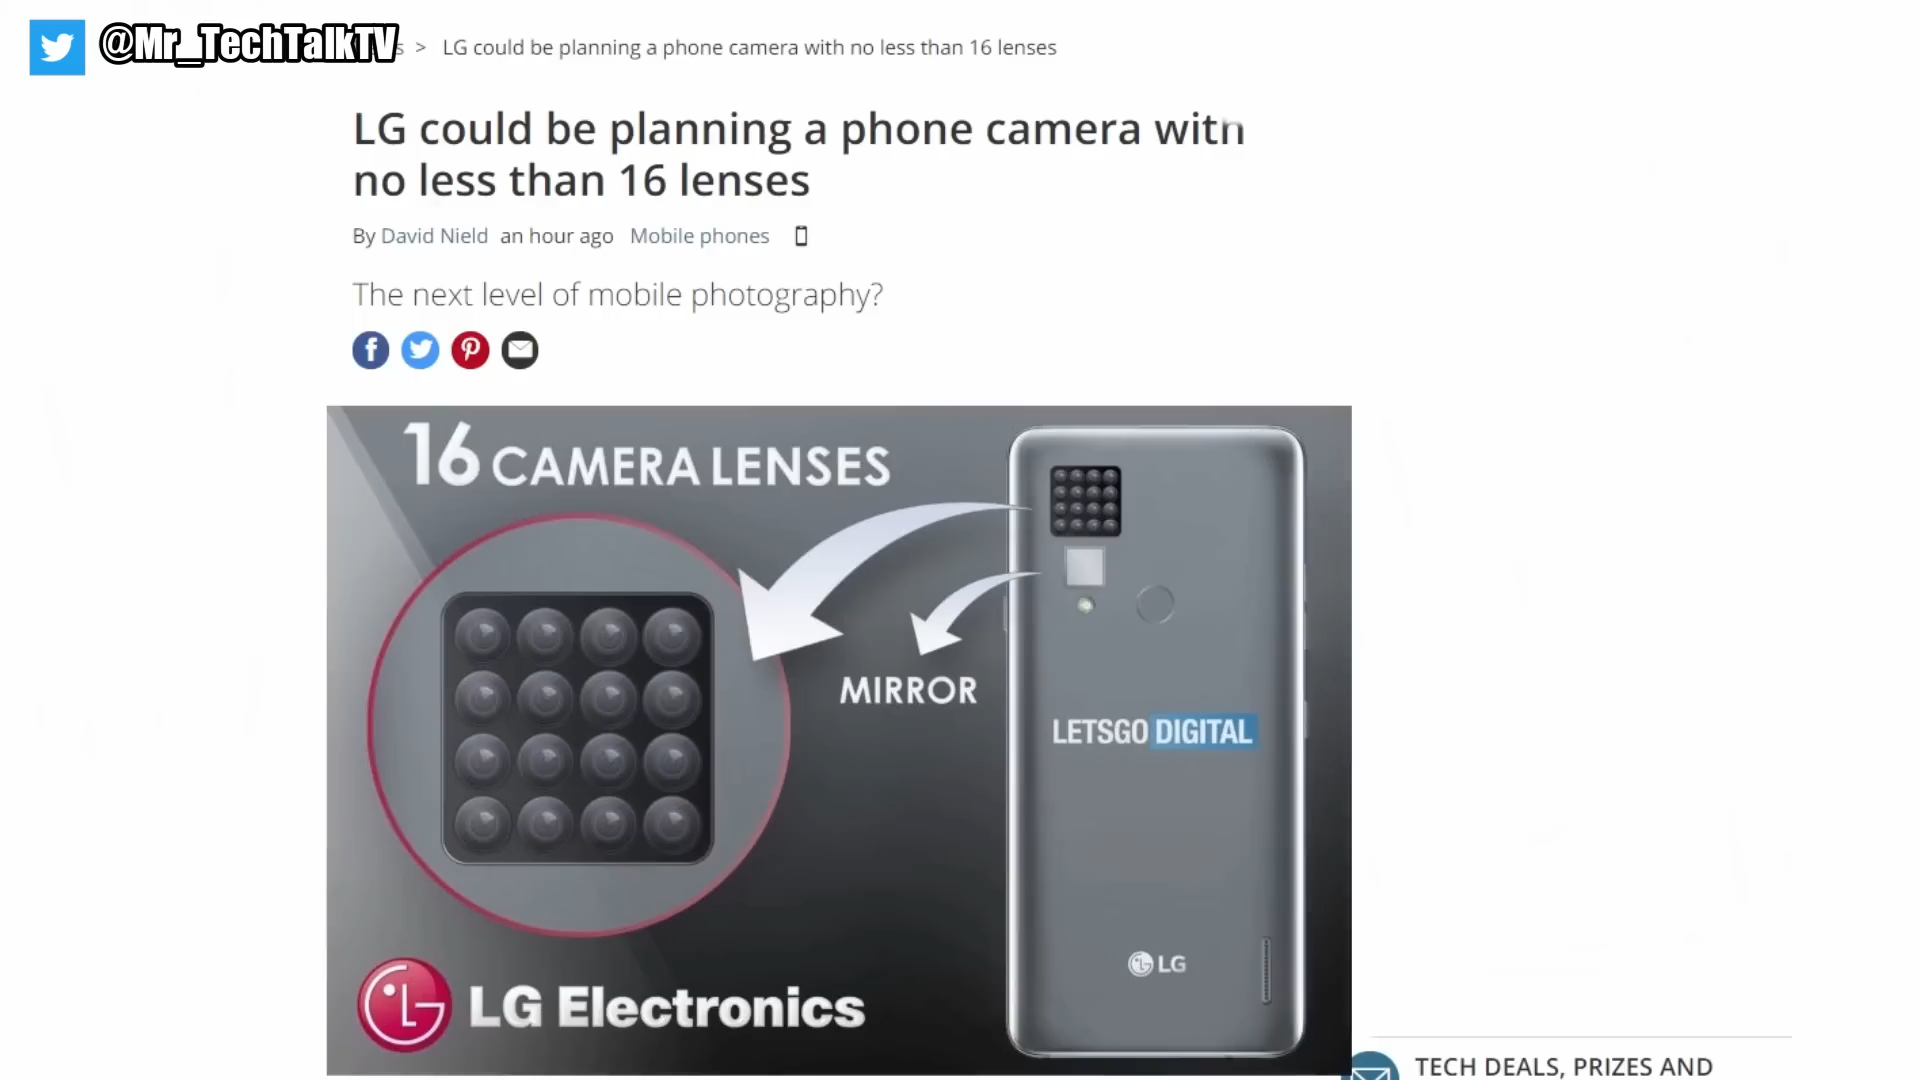 @Mr_TechTalkTV
> LG could be planning a phone camera with no less than 16 lenses
LG could be planning a phone camera with
no less than 16 lenses
By David Nield an hour ago Mobile phones
The next level of mobile photography?
16 CAMERA LENSES
MIRROR
LETSGO DIGITAL
LG
LG Electronics
TECH DEALS, PRIZES AND